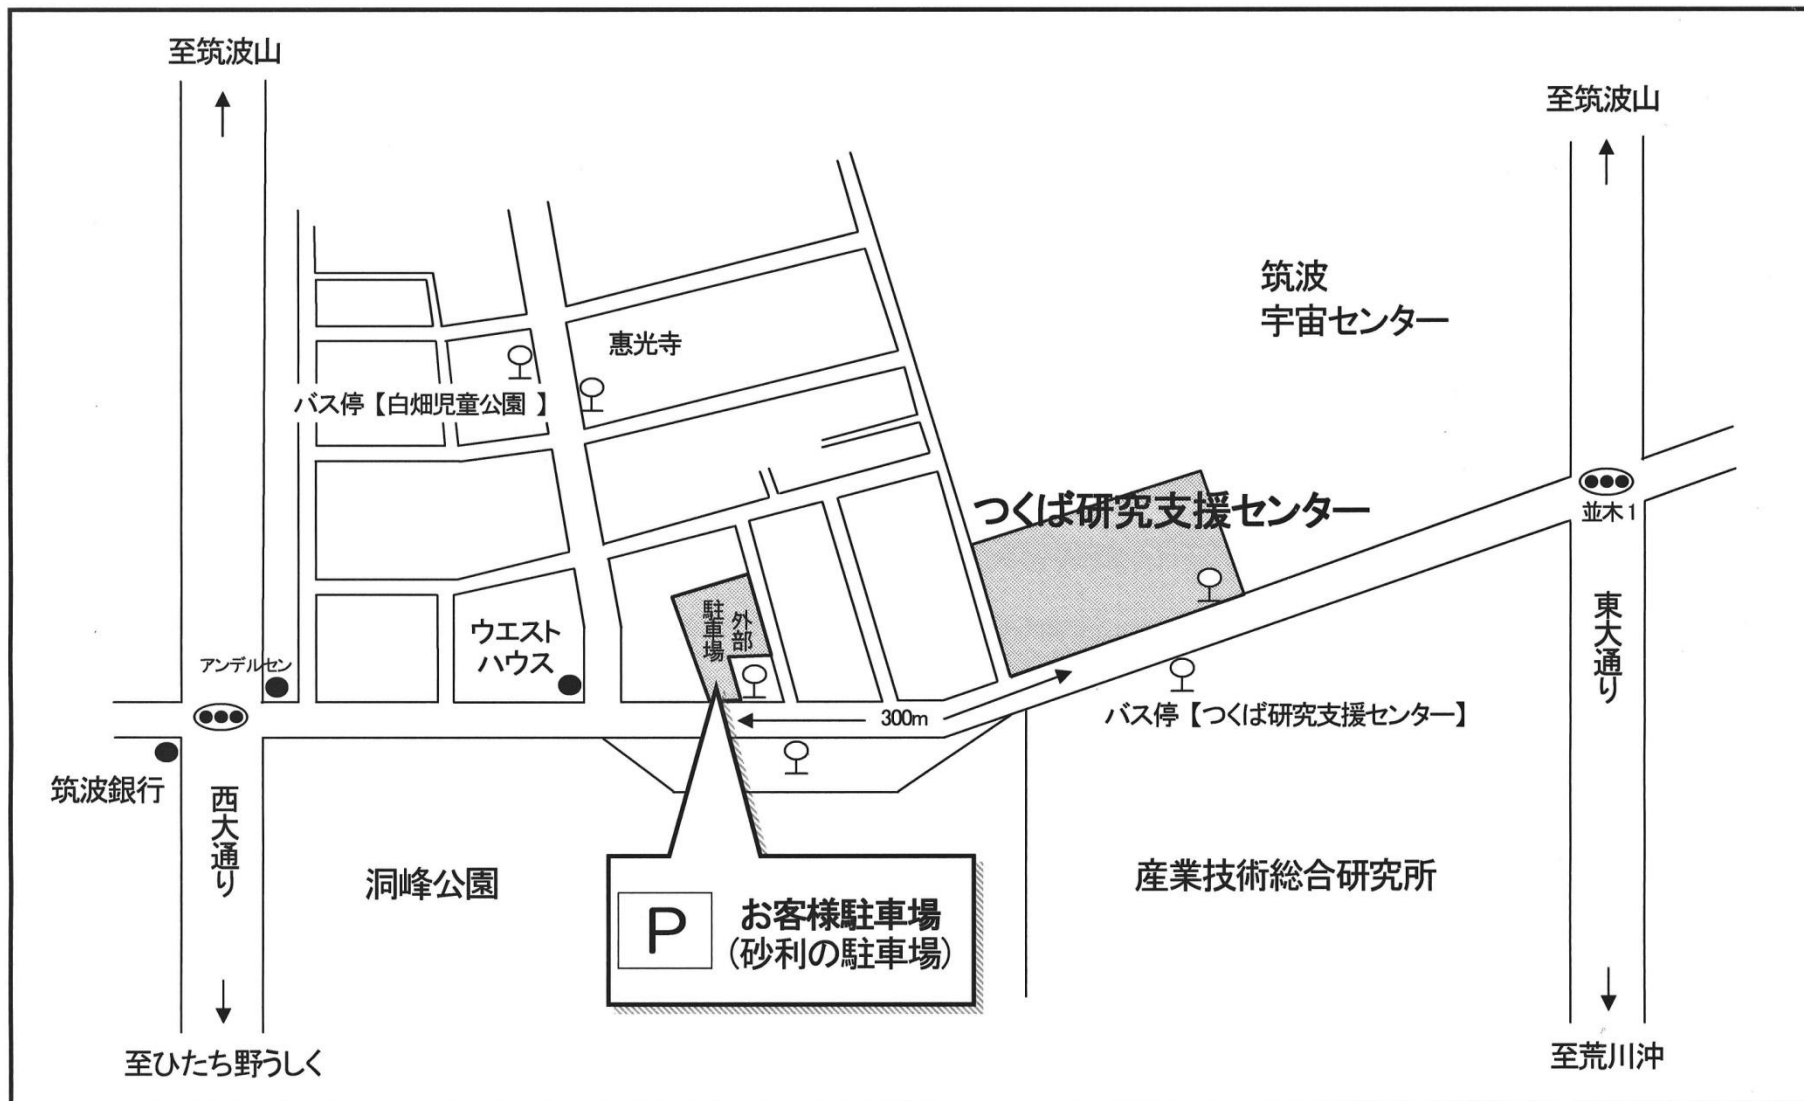 至筑波山
至筑波山
筑波
宇宙センター
惠光寺
バス停【白畑児童公園】
つくば研究支援センター
並木1
外部
駐車場
ウエスト
ハウス
アンデルセン
東大通り
300m
バス停【つくば研究支援センター】
筑波銀行
西大通り
洞峰公園
産業技術総合研究所
P
お客様駐車場
(砂利の駐車場)
至ひたち野うしく
至荒川沖